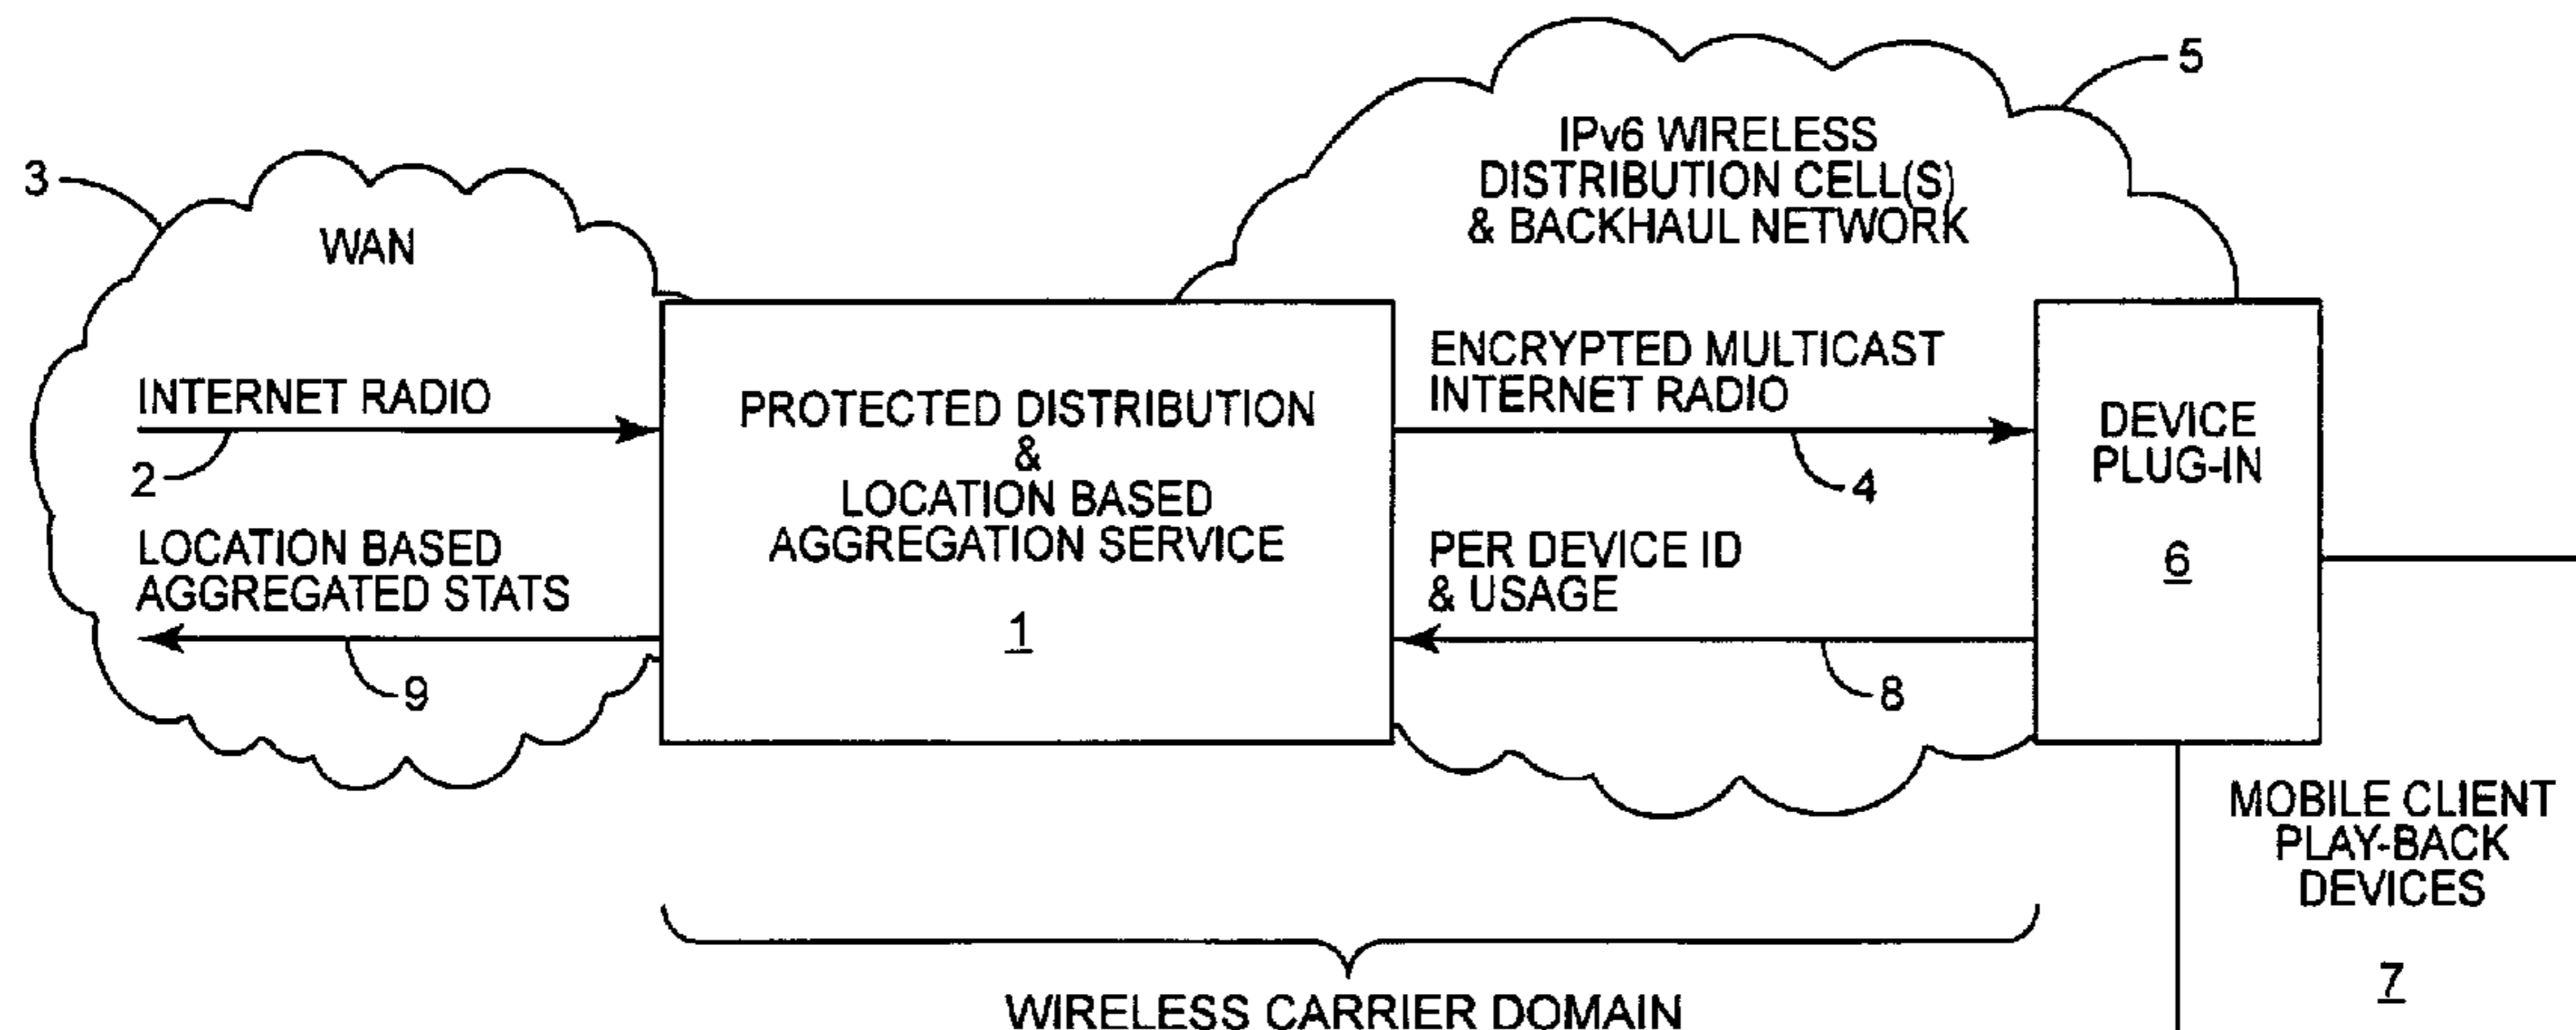 5
IPv6 WIRELESS
DISTRIBUTION CELL(S)
& BACKHAUL NETWORK
3
WAN
INTERNET RADIO
2
LOCATION BASED
AGGREGATED STATS
9
PROTECTED DISTRIBUTION
&
LOCATION BASED
AGGREGATION SERVICE
1
ENCRYPTED MULTICAST
INTERNET RADIO
4
PER DEVICE ID
& USAGE
8
DEVICE
PLUG-IN
6
MOBILE CLIENT
PLAY-BACK
DEVICES
7
WIRELESS CARRIER DOMAIN